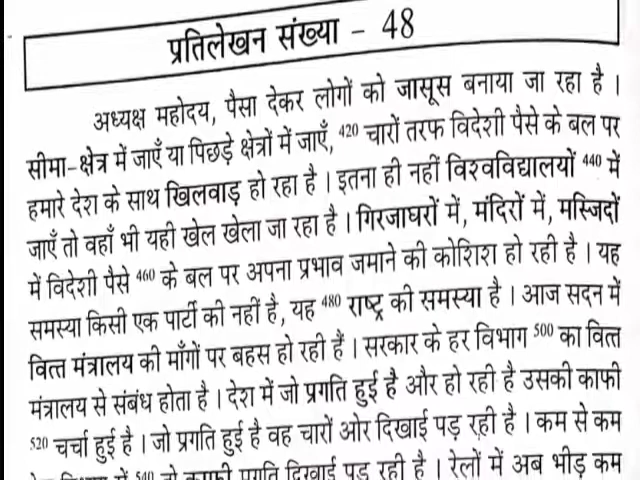 प्रतिलेखन संख्या - 48
अध्यक्ष महोदय, पैसा देकर लोगों को जासूस बनाया जा रहा है ।
सीमा-क्षेत्र में जाएँ या पिछड़े क्षेत्रों में जाएँ, 420 चारों तरफ विदेशी पैसे के बल पर
हमारे देश के साथ खिलवाड़ हो रहा है । इतना ही नहीं विश्वविद्यालयों 440 में
जाएँ तो वहाँ भी यही खेल खेला जा रहा है । गिरजाघरों में, मंदिरों में, मस्जिदों
में विदेशी पैसे 460 के बल पर अपना प्रभाव जमाने की कोशिश हो रही है । यह
समस्या किसी एक पार्टी की नहीं है, यह 480 राष्ट्र की समस्या है । आज सदन में
वित्त मंत्रालय की माँगों पर बहस हो रही है । सरकार के हर विभाग 500 का वित्त
मंत्रालय से संबंध होता है । देश में जो प्रगति हुई है और हो रही है उसकी काफी
520 चर्चा हुई है । जो प्रगति हुई है वह चारों ओर दिखाई पड़ रही है । कम से कम
में 540 तो काफी प्रगति दिखाई पड़ रही है । रेलों में अब भीड़ कम